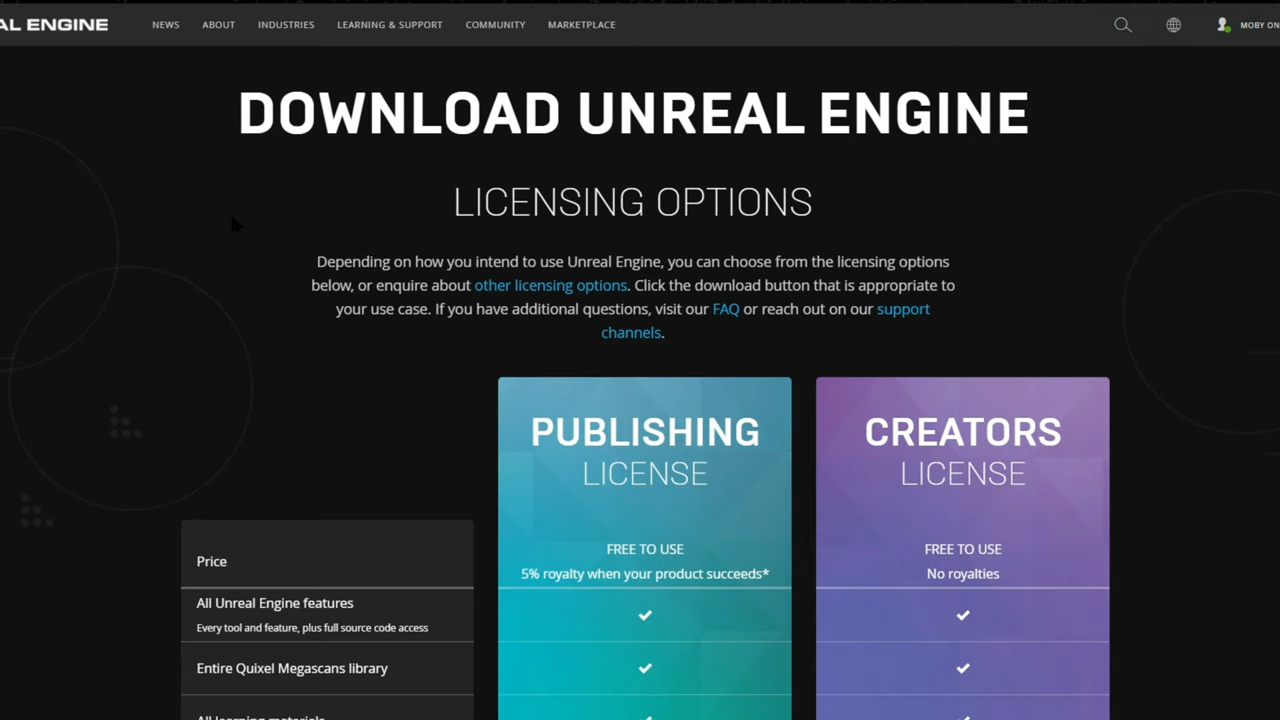 AL ENGINE
NEWS
ABOUT
INDUSTRIES
LEARNING & SUPPORT
COMMUNITY
MARKETPLACE
MOBY ON
DOWNLOAD UNREAL ENGINE
LICENSING OPTIONS
Depending on how you intend to use Unreal Engine, you can choose from the licensing options
below, or enquire about other licensing options. Click the download button that is appropriate to
your use case. If you have additional questions, visit our FAQ or reach out on our support
channels.
PUBLISHING
LICENSE
CREATORS
LICENSE
Price
FREE TO USE
5% royalty when your product succeeds*
FREE TO USE
No royalties
All Unreal Engine features
Every tool and feature, plus full source code access
Entire Quixel Megascans library
All learning materials